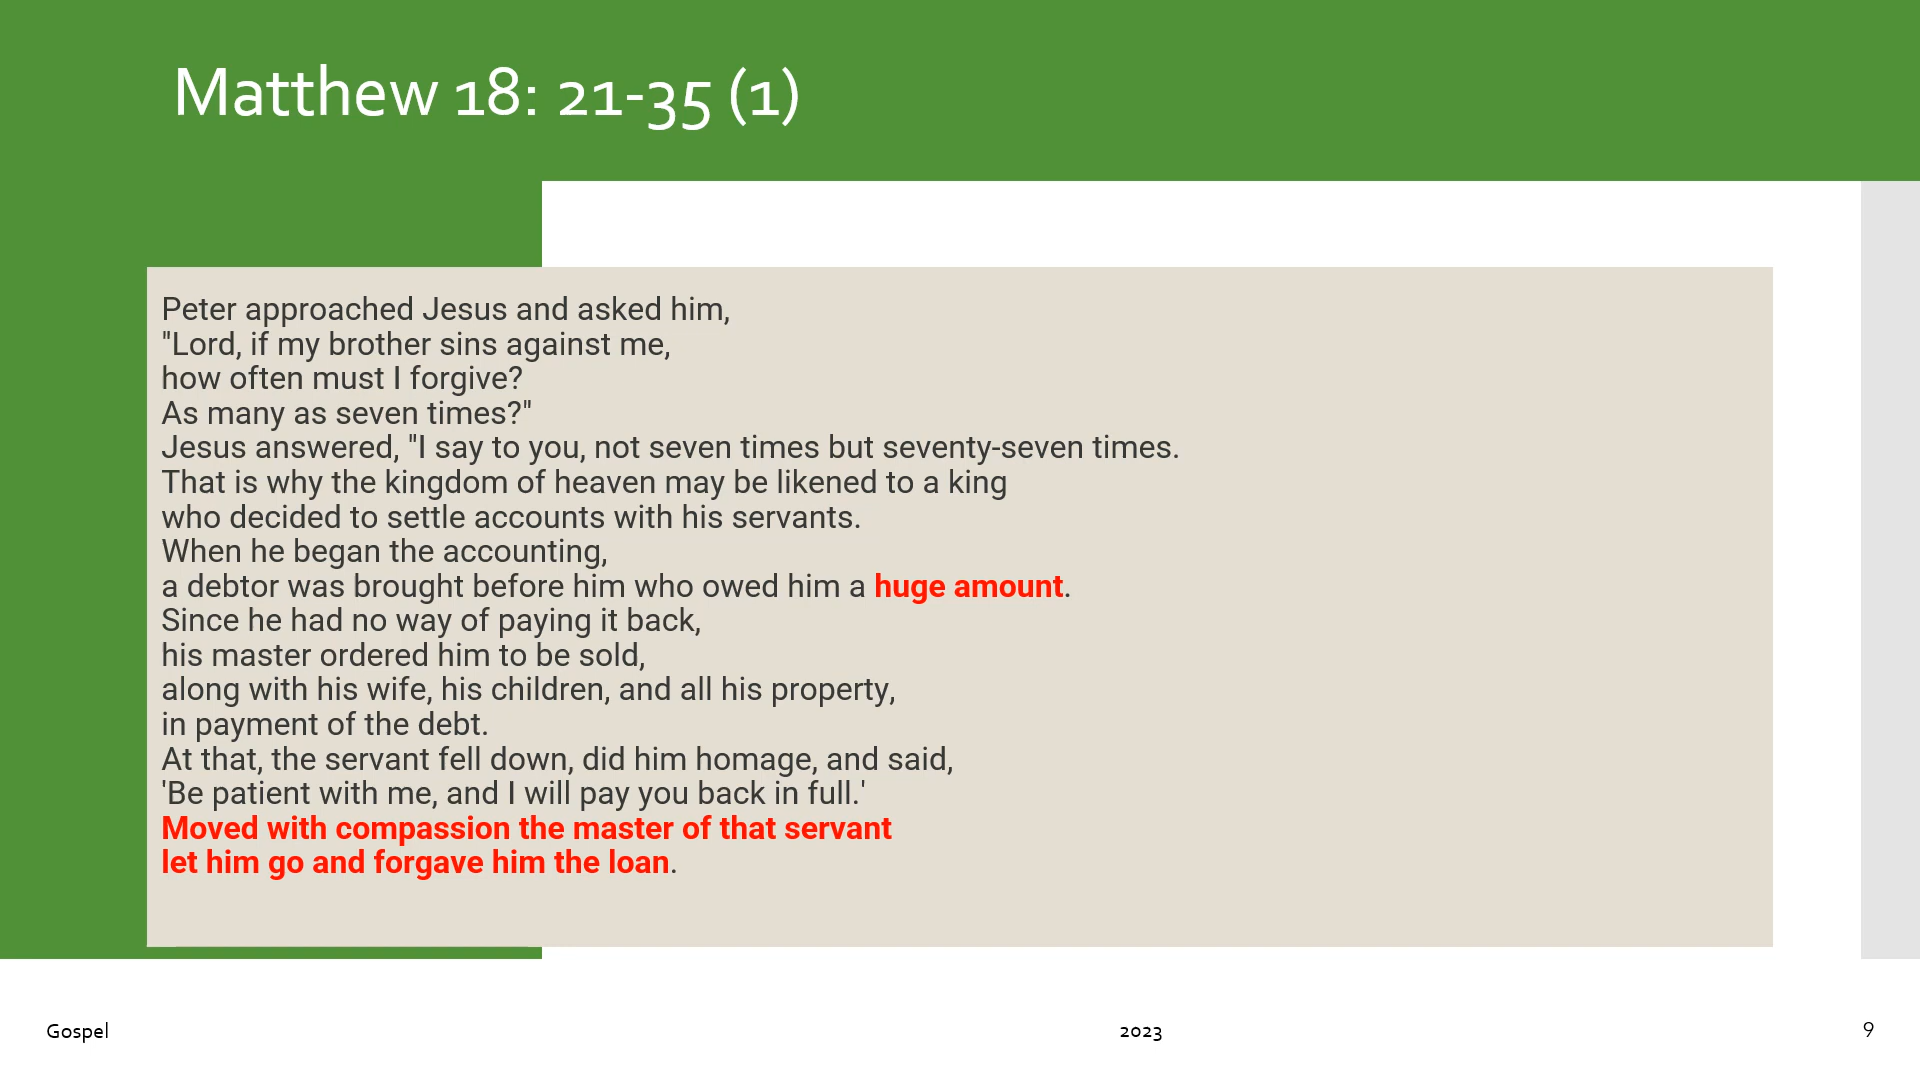 Matthew 18: 21-35 (1)
Peter approached Jesus and asked him,
"Lord, if my brother sins against me,
how often must I forgive?
As many as seven times?"
Jesus answered, "I say to you, not seven times but seventy-seven times.
That is why the kingdom of heaven may be likened to a king
who decided to settle accounts with his servants.
When he began the accounting,
a debtor was brought before him who owed him a huge amount.
Since he had no way of paying it back,
his master ordered him to be sold,
along with his wife, his children, and all his property,
in payment of the debt.
At that, the servant fell down, did him homage, and said,
'Be patient with me, and I will pay you back in full.'
Moved with compassion the master of that servant
let him go and forgave him the loan.
Gospel
2023
9